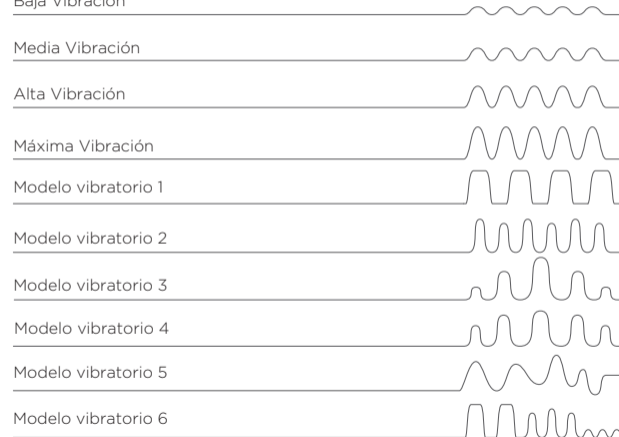 Baja Vibración
Media Vibración
Alta Vibración
Máxima Vibración
Modelo vibratorio 1
Modelo vibratorio 2
Modelo vibratorio 3
Modelo vibratorio 4
Modelo vibratorio 5
Modelo vibratorio 6